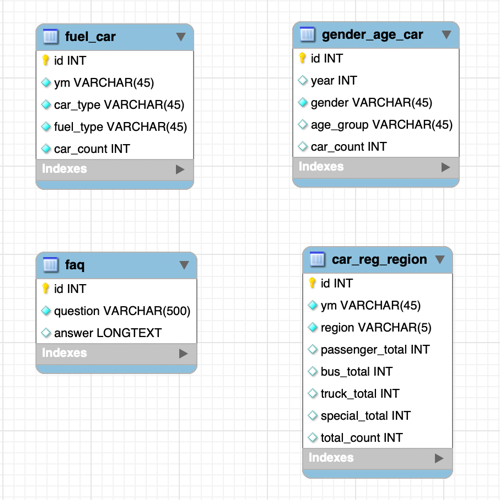 fuel_car
id INT
ym VARCHAR(45)
car_type VARCHAR(45)
fuel_type VARCHAR(45)
car_count INT
Indexes
gender_age_car
id INT
year INT
gender VARCHAR(45)
age_group VARCHAR(45)
car_count INT
Indexes
faq
id INT
question VARCHAR(500)
answer LONGTEXT
Indexes
car_reg_region
id INT
ym VARCHAR(45)
region VARCHAR(5)
passenger_total INT
bus_total INT
truck_total INT
special_total INT
total_count INT
Indexes